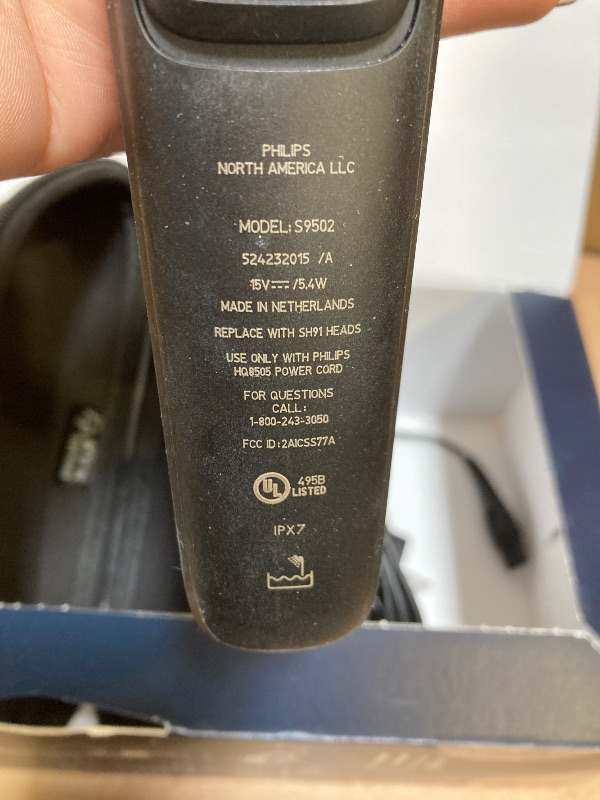 PHILIPS
NORTH AMERICA LLC
MODEL: S9502
524232015 /A
15V⎓/5.4W
MADE IN NETHERLANDS
REPLACE WITH SH91 HEADS
USE ONLY WITH PHILIPS
HQ8505 POWER CORD
FOR QUESTIONS
CALL:
1-800-243-3050
FCC ID:2AICSS77A
UL 495B
LISTED
IPX7